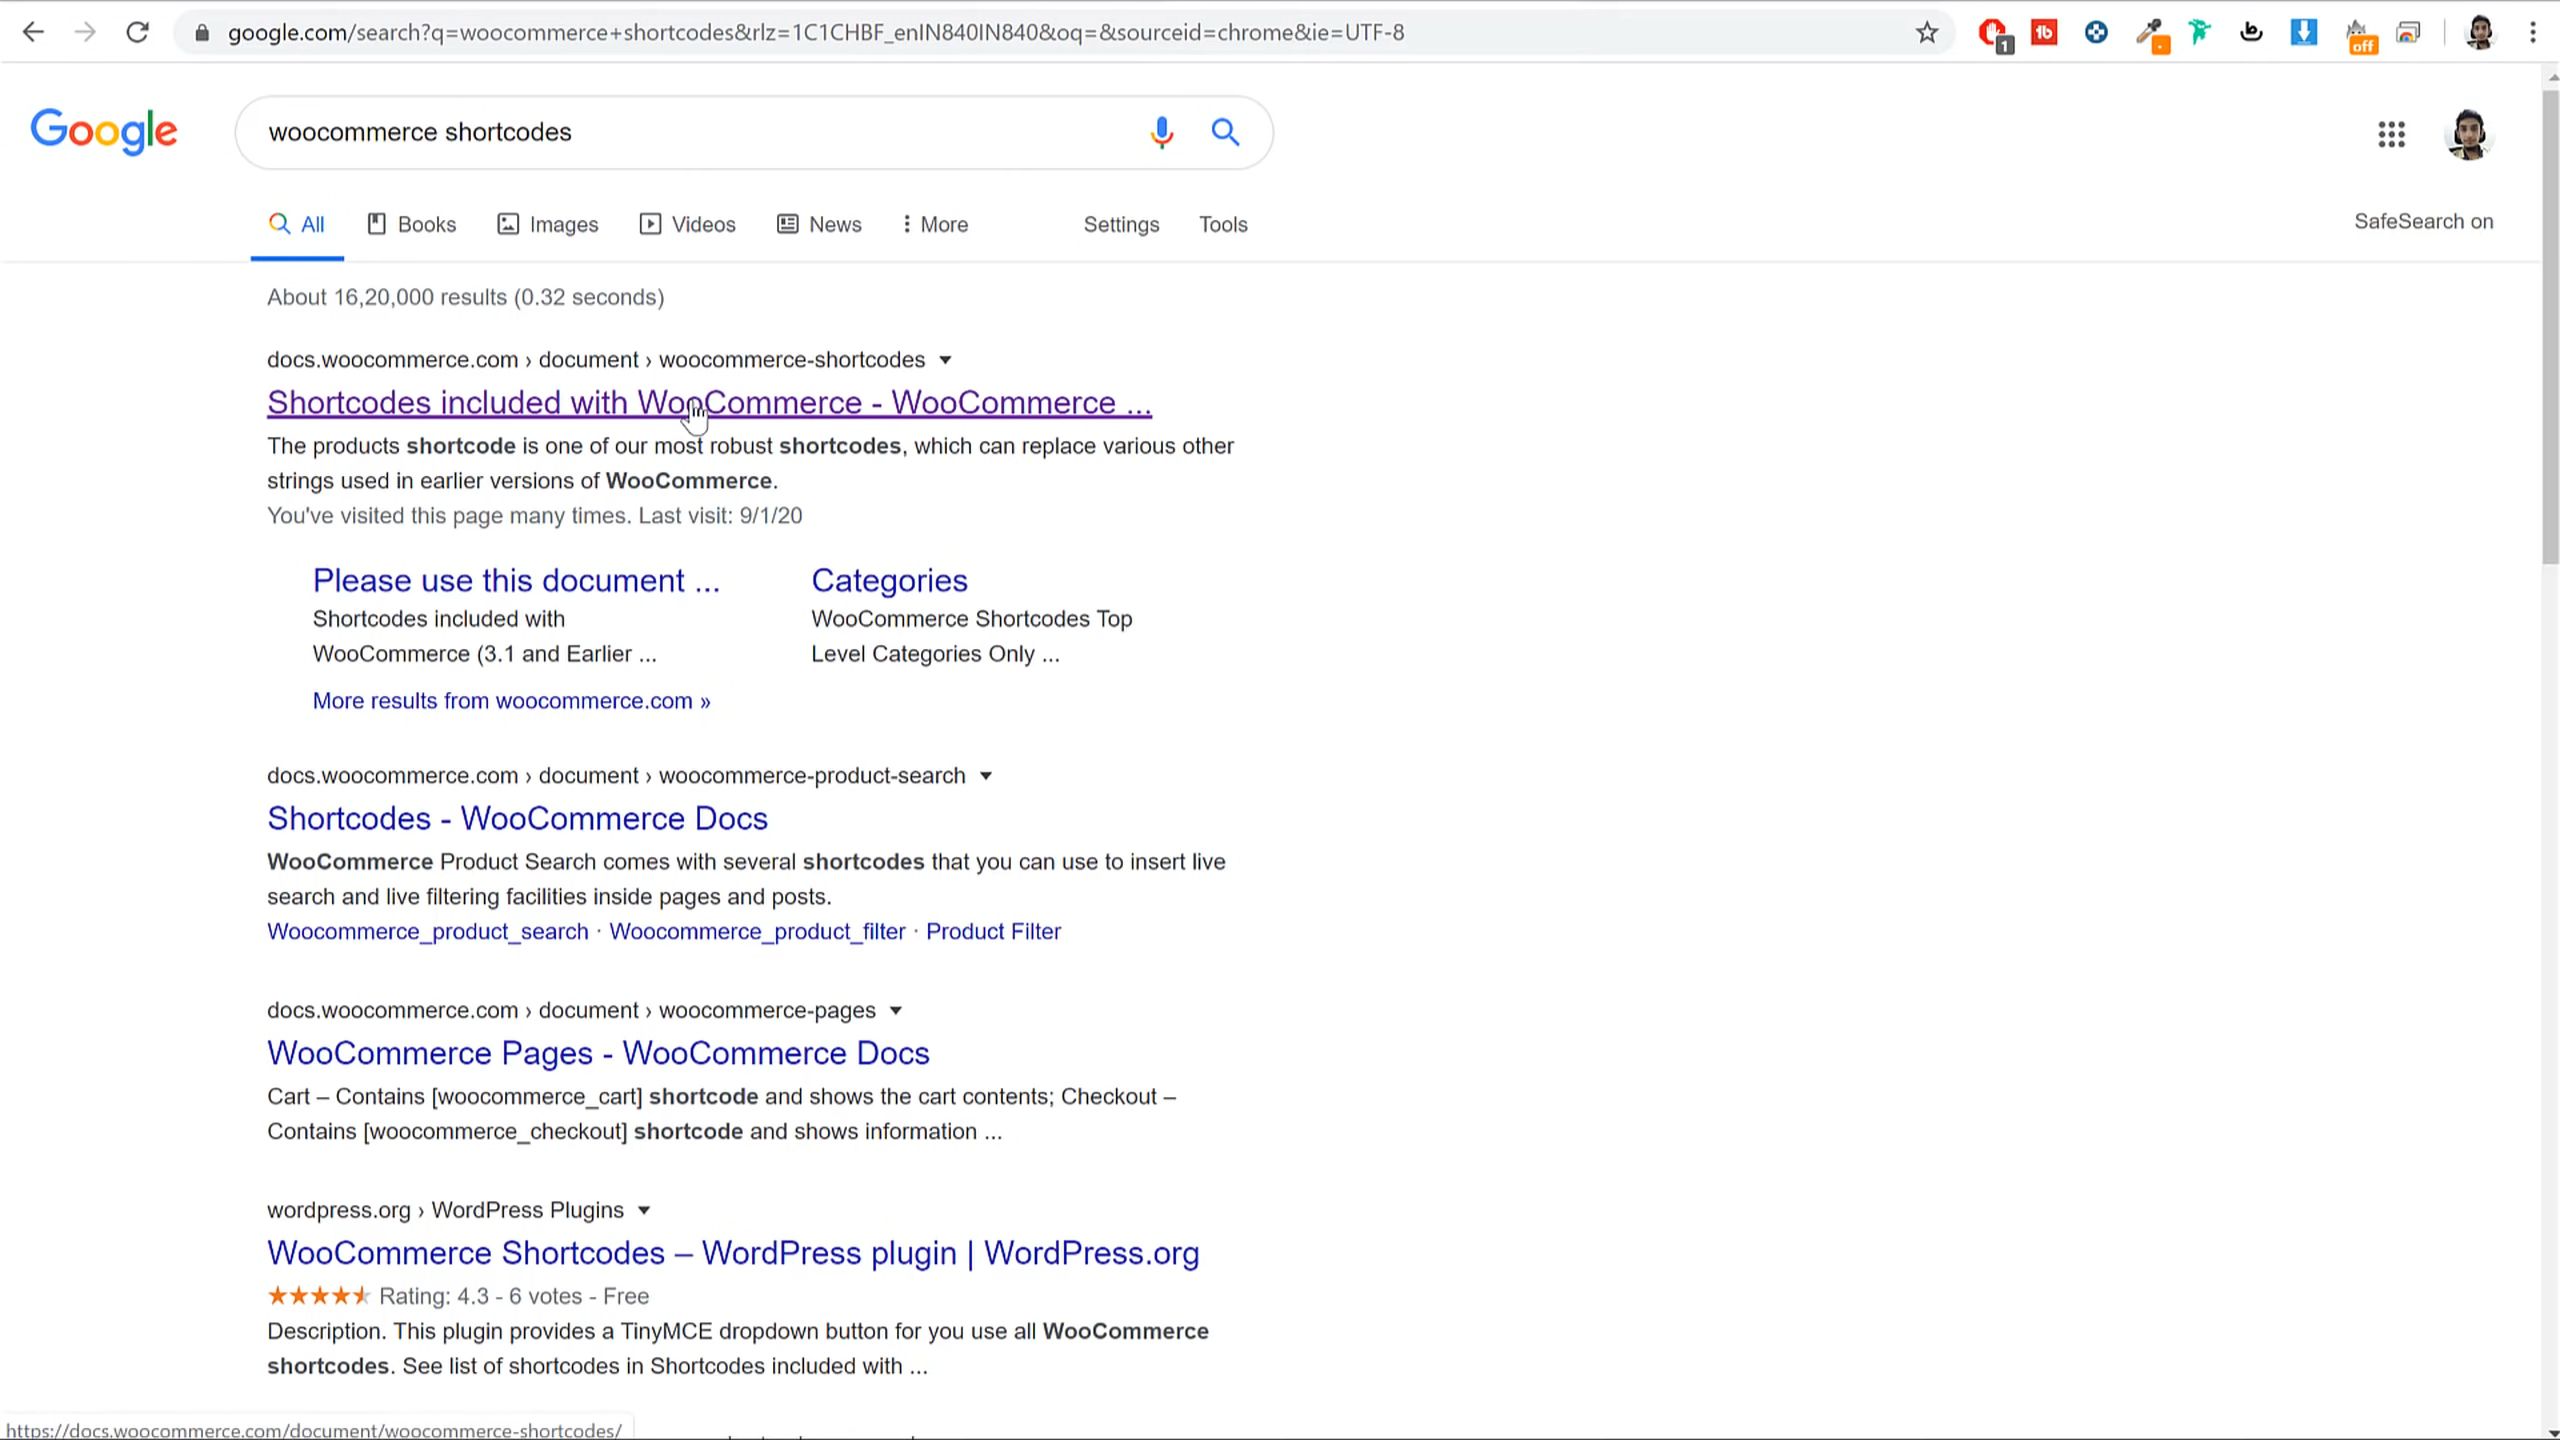 google.com/search?q=woocommerce+shortcodes&rlz=1C1CHBF_enIN840IN840&oq=&sourceid=chrome&ie=UTF-8
1
off
Google
woocommerce shortcodes
All
Books
Images
Videos
News
More
Settings
Tools
SafeSearch on
About 16,20,000 results (0.32 seconds)
docs.woocommerce.com › document › woocommerce-shortcodes
Shortcodes included with WooCommerce - WooCommerce ...
The products shortcode is one of our most robust shortcodes, which can replace various other
strings used in earlier versions of WooCommerce.
You've visited this page many times. Last visit: 9/1/20
Please use this document ...
Shortcodes included with
WooCommerce (3.1 and Earlier ...
Categories
WooCommerce Shortcodes Top
Level Categories Only ...
More results from woocommerce.com »
docs.woocommerce.com › document › woocommerce-product-search
Shortcodes - WooCommerce Docs
WooCommerce Product Search comes with several shortcodes that you can use to insert live
search and live filtering facilities inside pages and posts.
Woocommerce_product_search · Woocommerce_product_filter · Product Filter
docs.woocommerce.com › document › woocommerce-pages
WooCommerce Pages - WooCommerce Docs
Cart – Contains [woocommerce_cart] shortcode and shows the cart contents; Checkout –
Contains [woocommerce_checkout] shortcode and shows information ...
wordpress.org › WordPress Plugins
WooCommerce Shortcodes – WordPress plugin | WordPress.org
Rating: 4.3 - 6 votes - Free
Description. This plugin provides a TinyMCE dropdown button for you use all WooCommerce
shortcodes. See list of shortcodes in Shortcodes included with ...
https://docs.woocommerce.com/document/woocommerce-shortcodes/